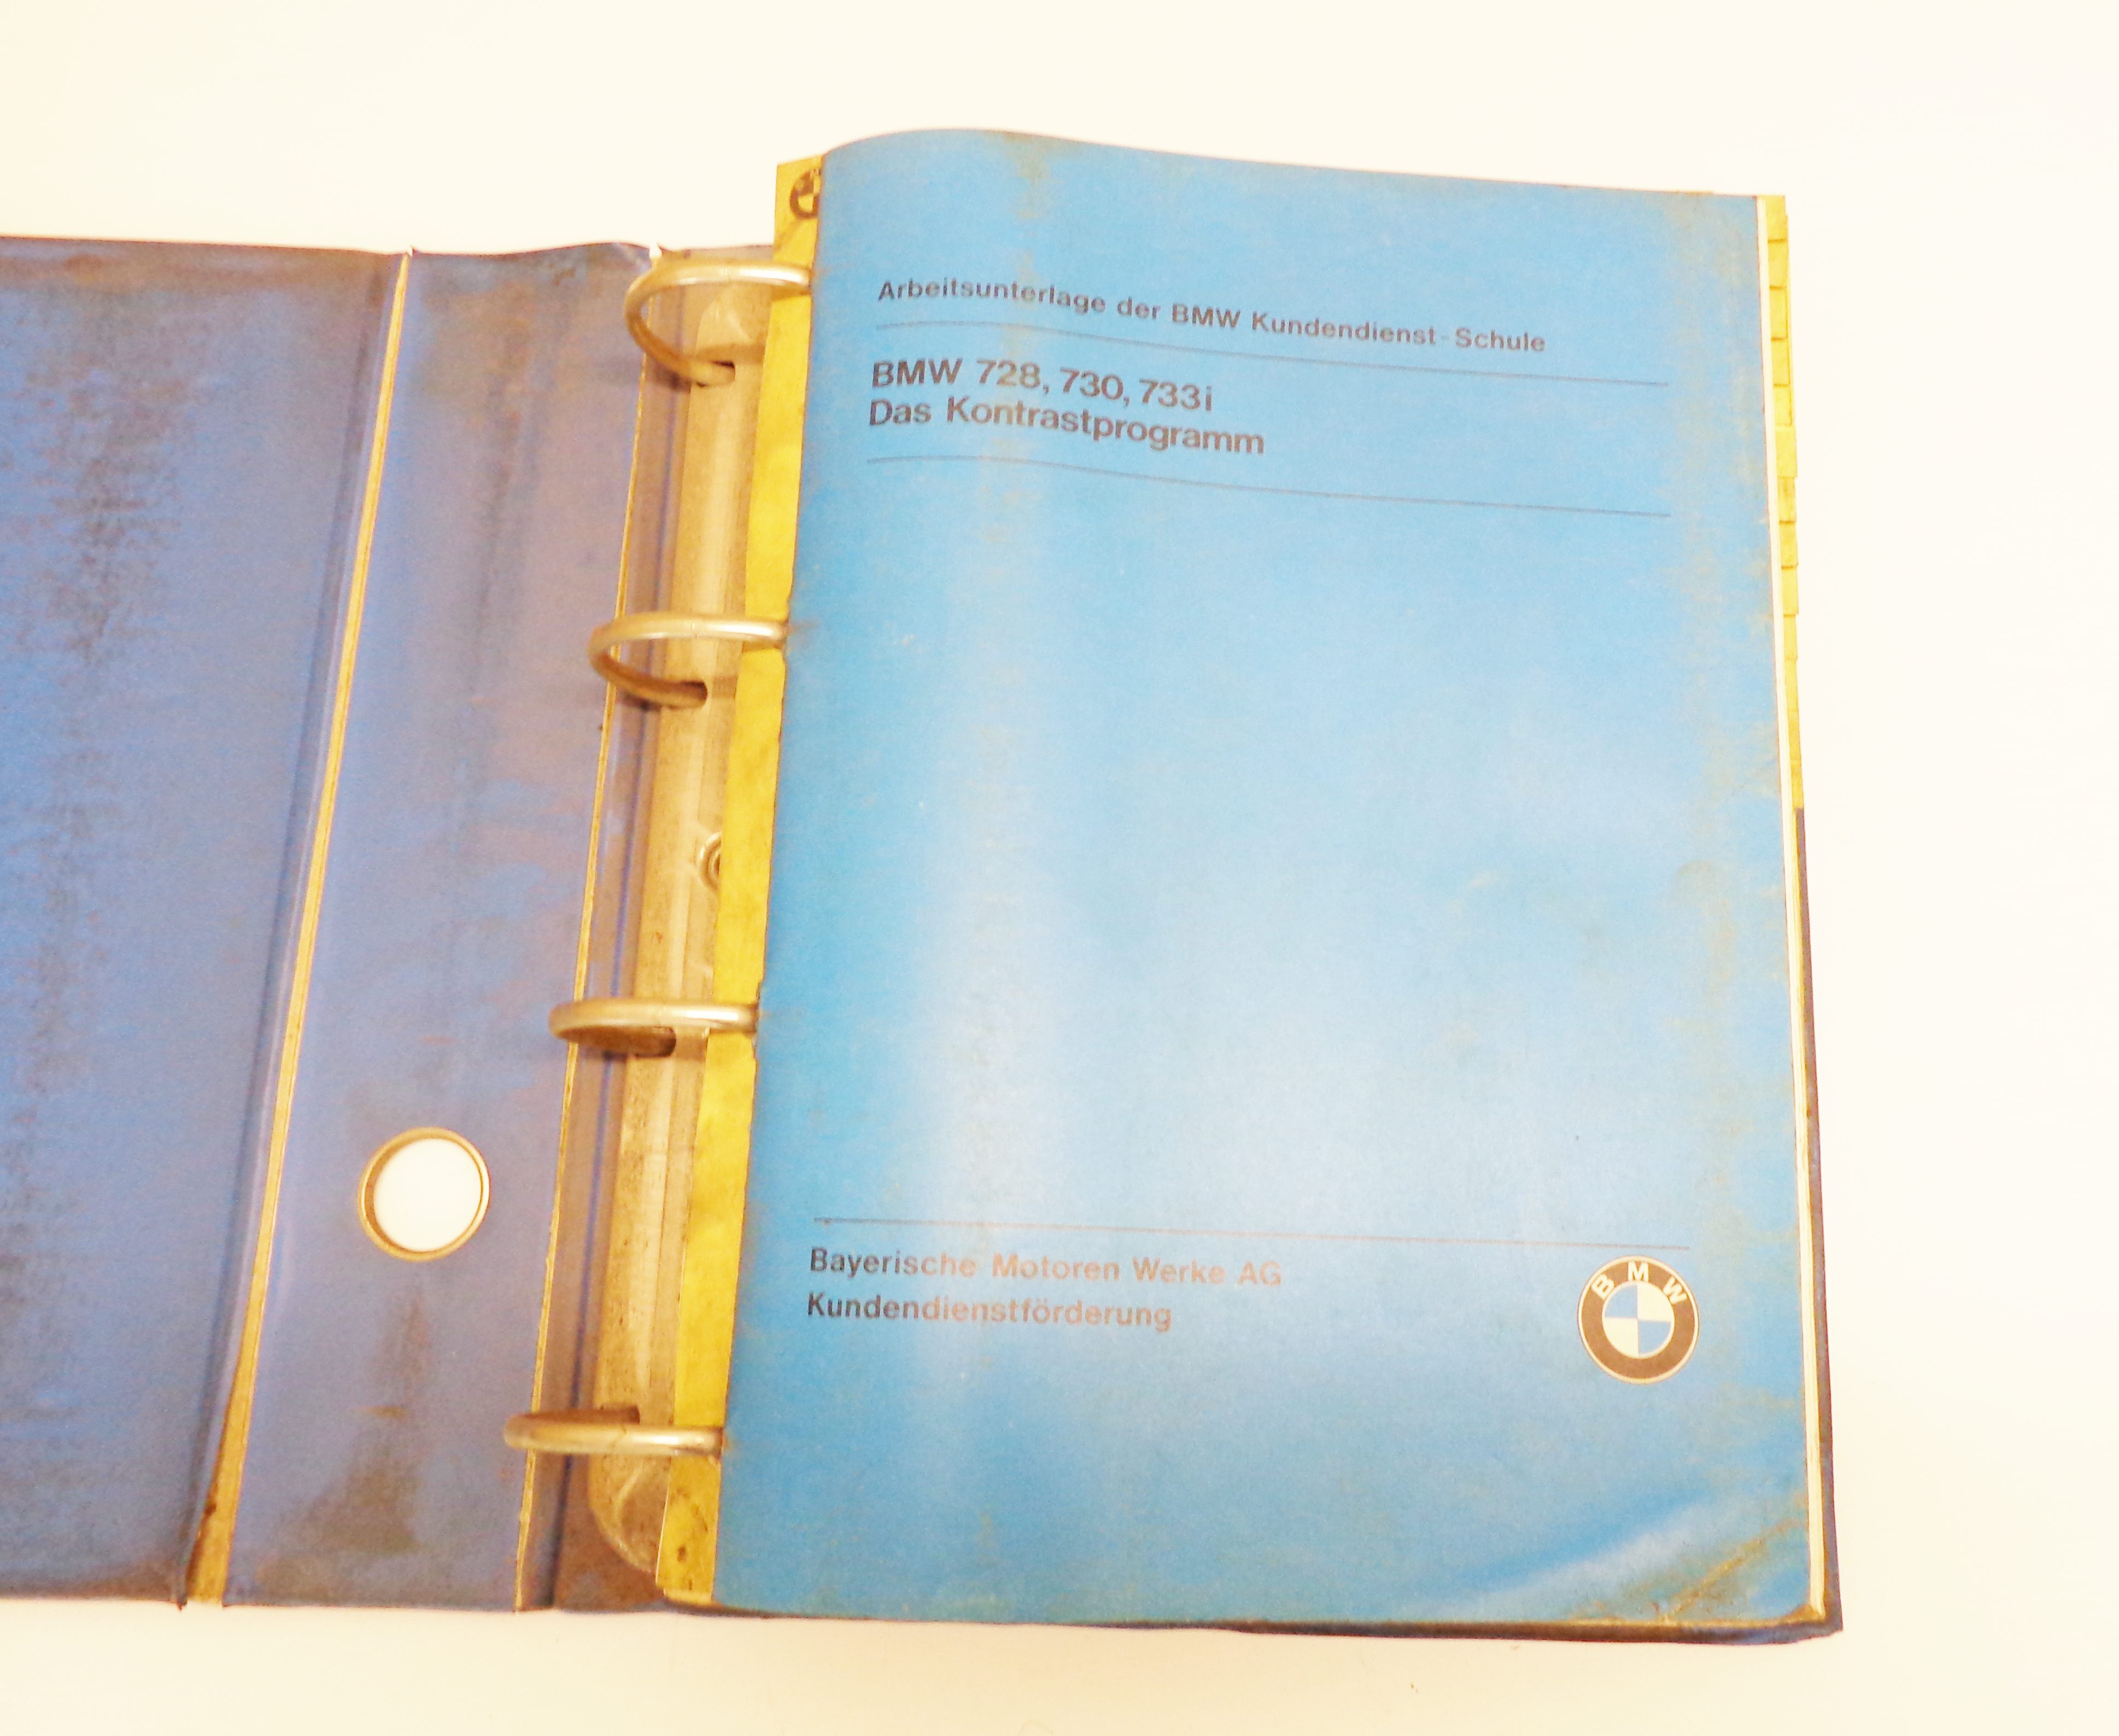 Arbeitsunterlage der BMW Kundendienst-Schule
BMW 728, 730, 733i
Das Kontrastprogramm
Bayerische Motoren Werke AG
Kundendienstförderung
BMW